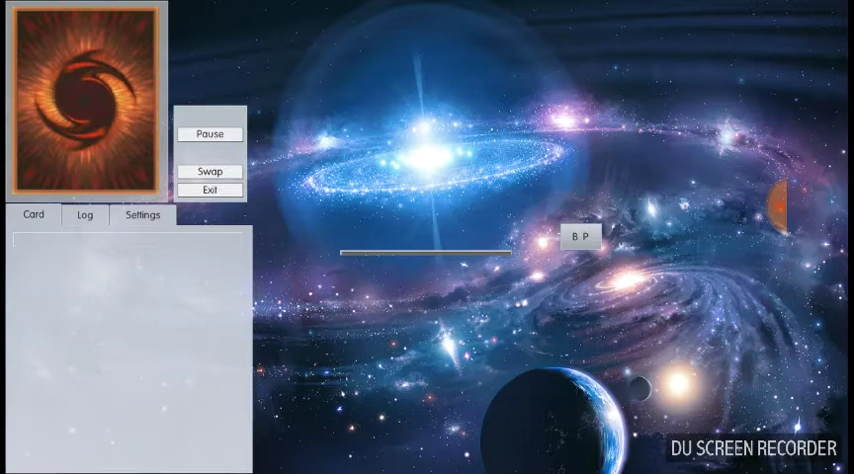 Pause
Swap
Exit
Card Log Settings
B P
DU SCREEN RECORDER